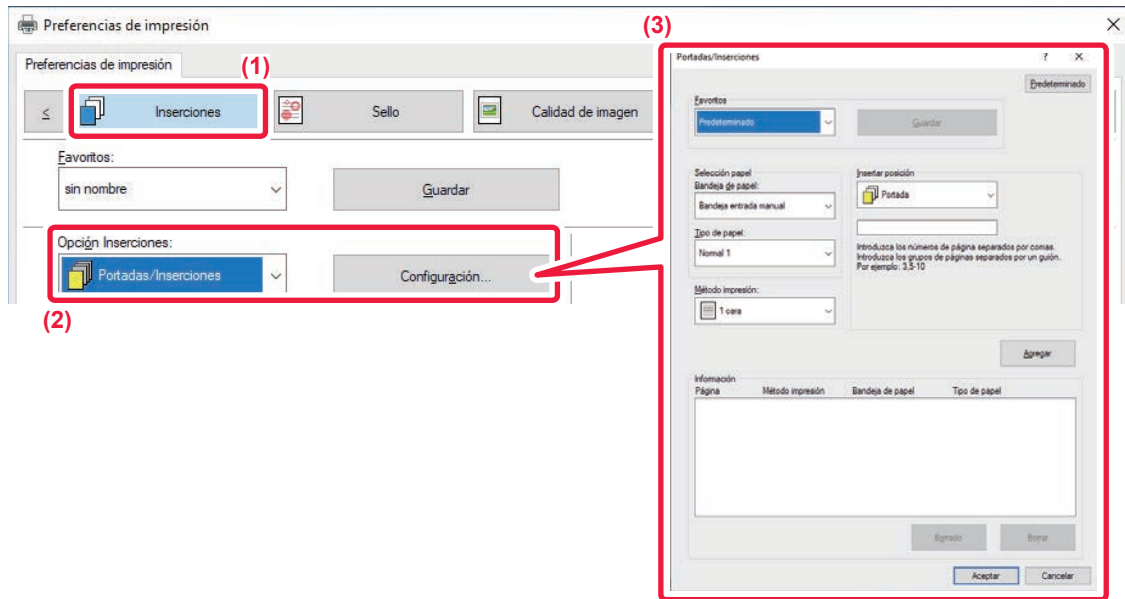 Preferencias de impresión
Preferencias de impresión
(1)
≤
Inserciones
Sello
Calidad de imagen
Favoritos:
sin nombre
Guardar
Opción Inserciones:
Portadas/Inserciones
Configuración...
(2)
(3)
Portadas/Inserciones
?
Predeterminado
Favoritos
Predeterminado
Guardar
Selección papel
Bandeja de papel:
Bandeja entrada manual
Tipo de papel:
Normal 1
Método impresión:
1 cara
Insertar posición
Portada
Introduzca los números de página separados por comas.
Introduzca los grupos de páginas separados por un guión.
Por ejemplo: 3,5-10
Agregar
Información
Página Método impresión Bandeja de papel Tipo de papel
Borrado Borrar
Aceptar Cancelar